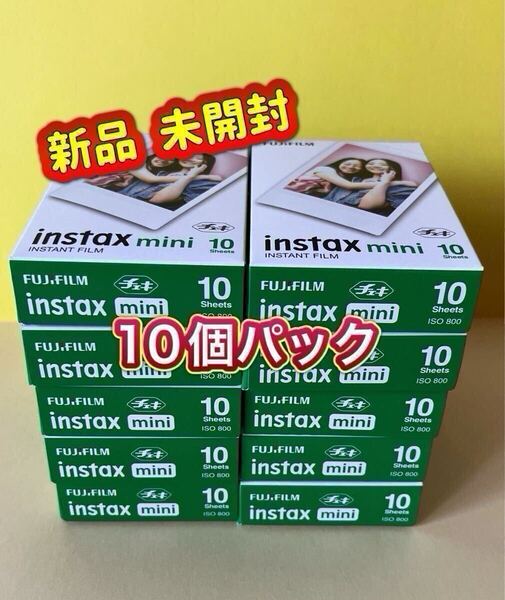 新品 未開封
FUJIFILM
instax mini 10
Sheets
INSTANT FILM
instax mini 10
Sheets
INSTANT FILM
FUJIFILM チェキ 10
Sheets
instax mini
ISO 800
FUJIFILM チェキ 10
Sheets
instax mini
ISO 800
10個パック
FUJIFILM
instax
ISO 800
チェキ 10
Sheets
ISO 800
FUJIFILM チェキ 10
Sheets
instax mini
ISO 800
FUJIFILM チェキ 10
Sheets
instax mini
ISO 800
FUJIFILM チェキ 10
Sheets
instax mini
ISO 800
FUJIFILM チェキ 10
Sheets
instax mini
ISO 800
FUJIFILM チェキ 10
Sheets
instax mini
ISO 800
FUJIFILM チェキ 10
Sheets
instax mini
ISO 800